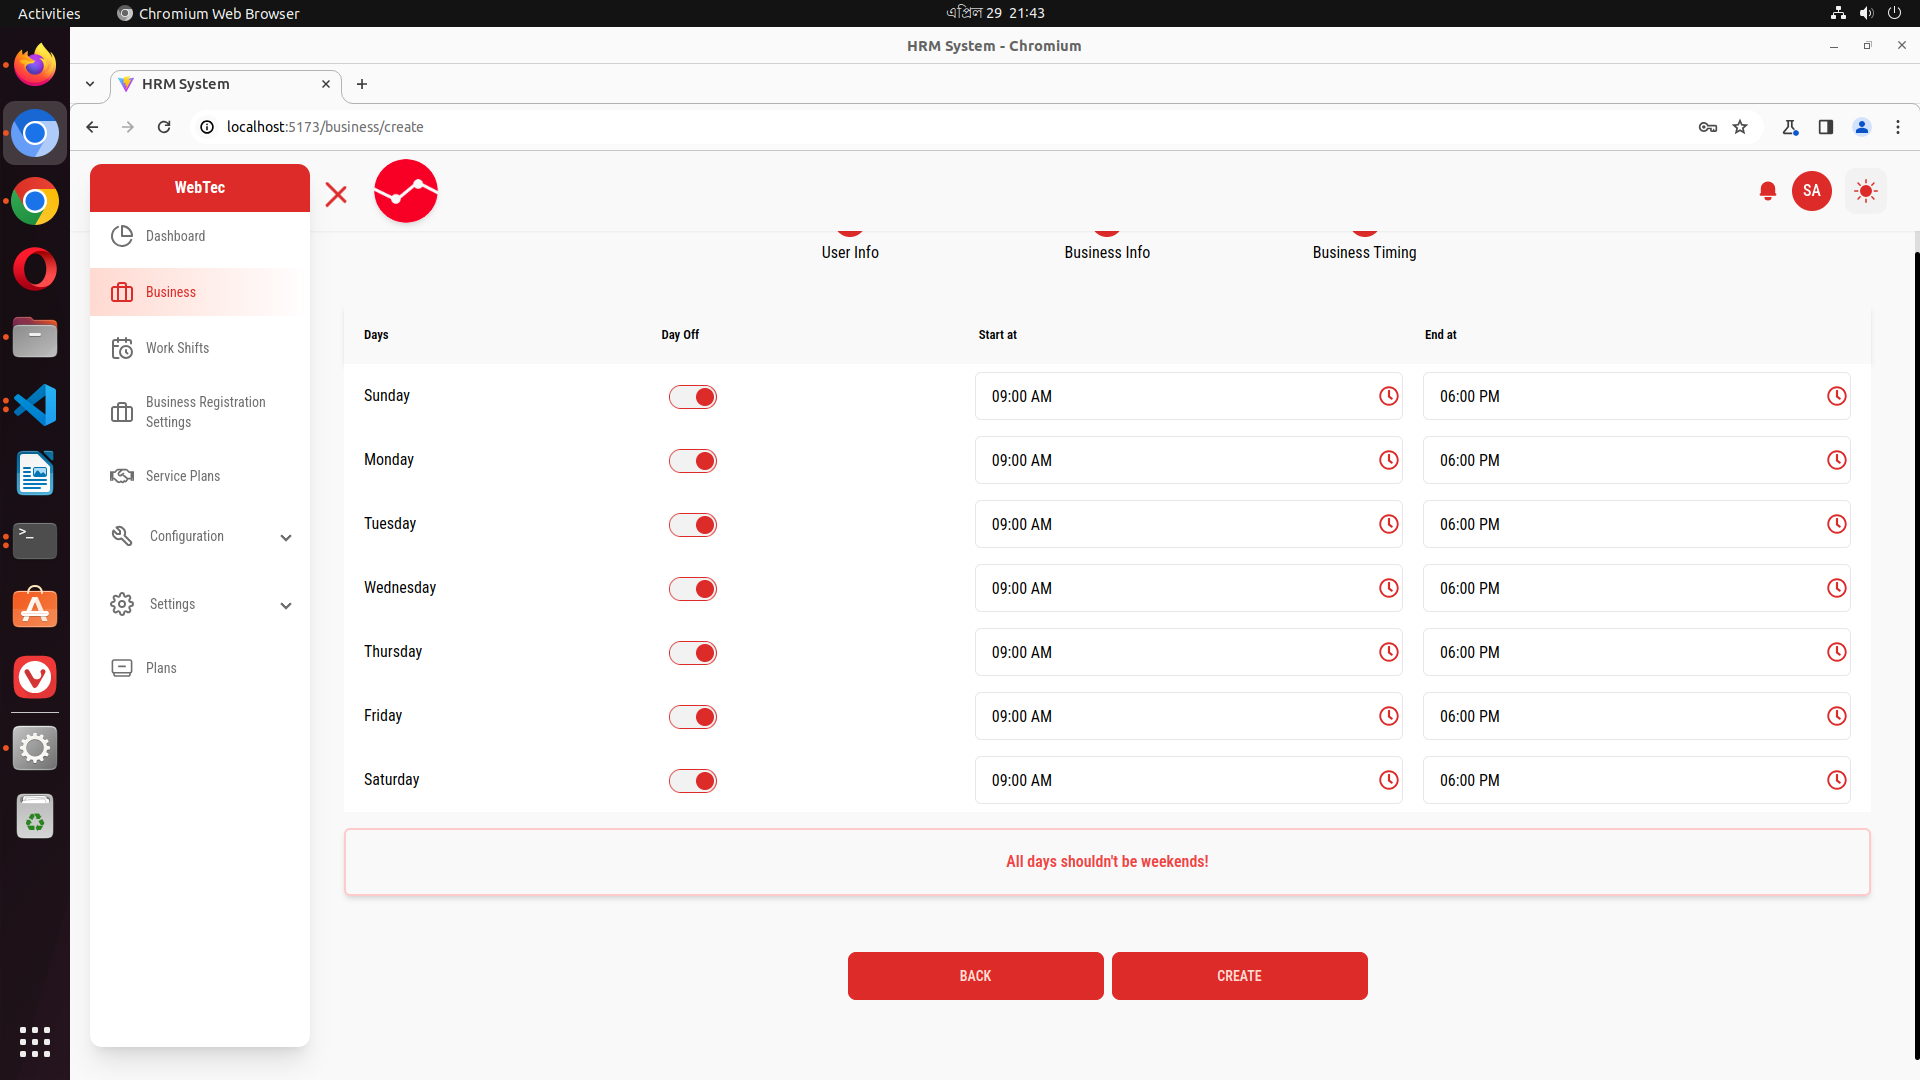 Activities
Chromium Web Browser
এপ্রিল 29 21:43
HRM System - Chromium
HRM System
localhost:5173/business/create
WebTec
SA
Dashboard
Business
Work Shifts
Business Registration
Settings
Service Plans
Configuration
Settings
Plans
User Info
Business Info
Business Timing
Days
Day Off
Start at
End at
Sunday
09:00 AM
06:00 PM
Monday
09:00 AM
06:00 PM
Tuesday
09:00 AM
06:00 PM
Wednesday
09:00 AM
06:00 PM
Thursday
09:00 AM
06:00 PM
Friday
09:00 AM
06:00 PM
Saturday
09:00 AM
06:00 PM
All days shouldn't be weekends!
BACK
CREATE